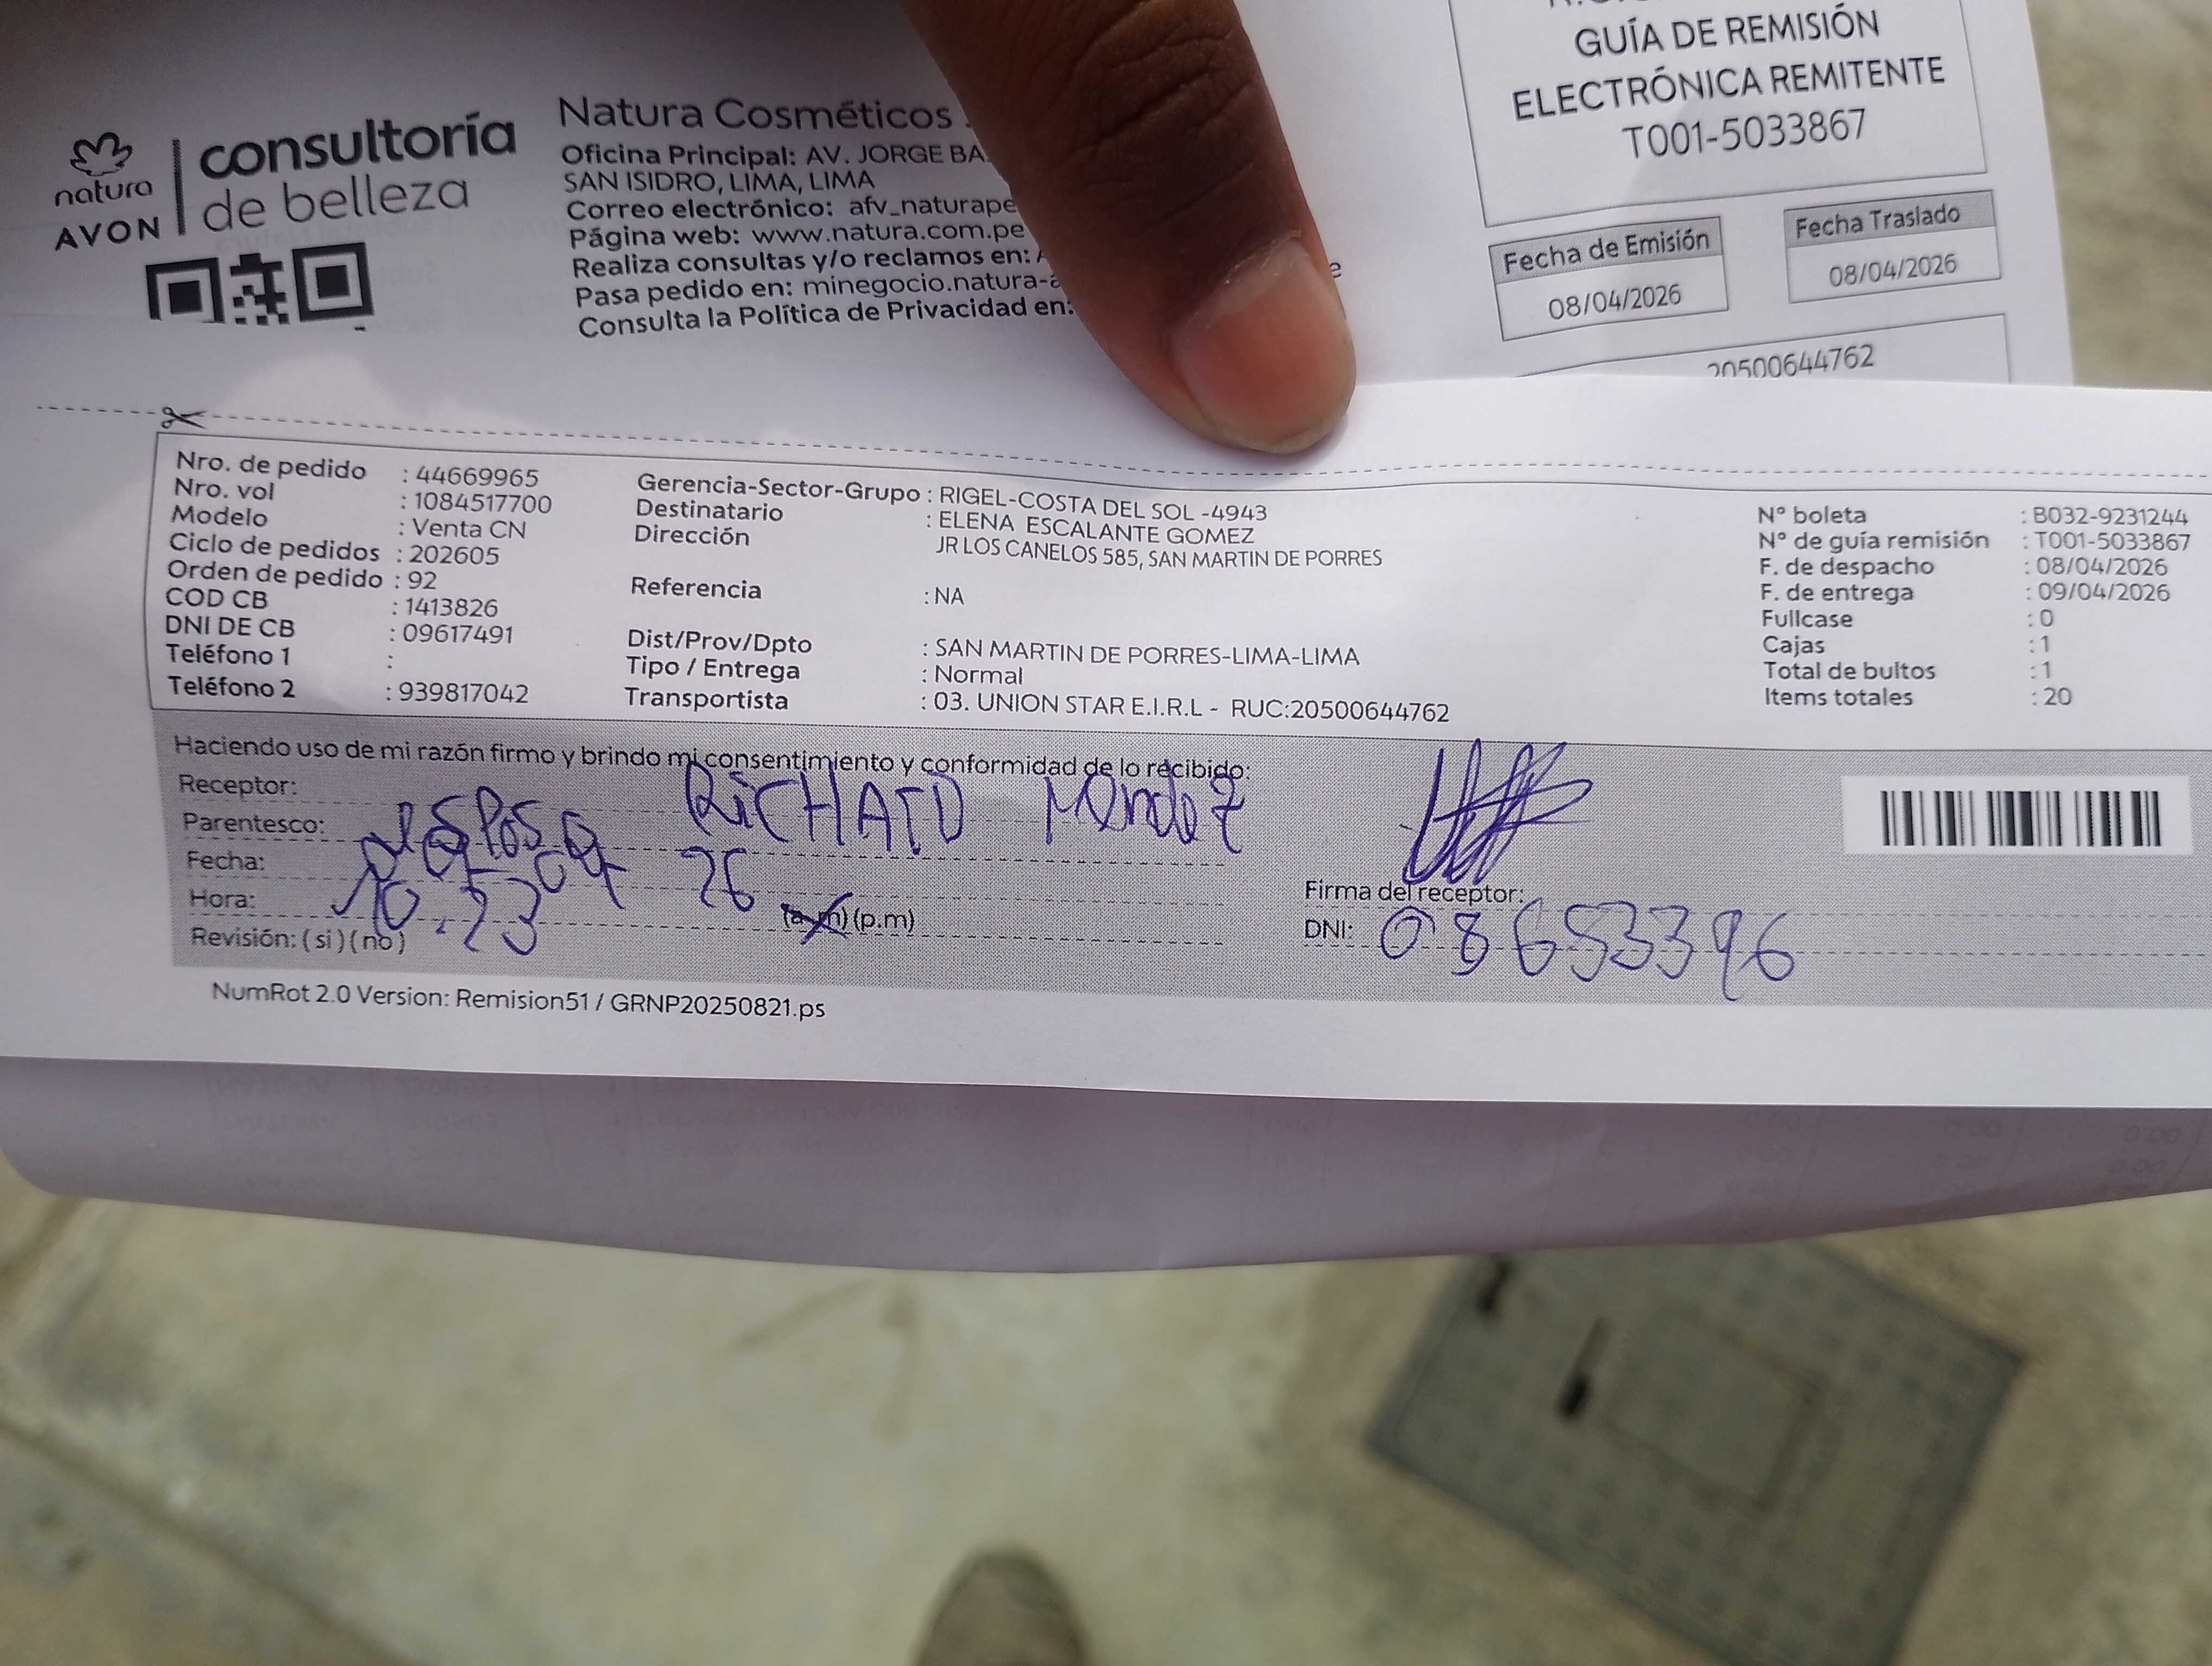 natura
AVON
consultoría
de belleza
Natura Cosméticos
Oficina Principal: AV. JORGE BA
SAN ISIDRO, LIMA, LIMA
Correo electrónico: afv_naturape
Página web: www.natura.com.pe
Realiza consultas y/o reclamos en:
Pasa pedido en: minegocio.natura-a
Consulta la Política de Privacidad en:
GUÍA DE REMISIÓN
ELECTRÓNICA REMITENTE
T001-5033867
Fecha de Emisión
08/04/2026
Fecha Traslado
08/04/2026
20500644762
Nro. de pedido : 44669965
Nro. vol : 1084517700
Modelo : Venta CN
Ciclo de pedidos : 202605
Orden de pedido : 92
COD CB : 1413826
DNI DE CB : 09617491
Teléfono 1 :
Teléfono 2 : 939817042
Gerencia-Sector-Grupo : RIGEL-COSTA DEL SOL -4943
Destinatario : ELENA ESCALANTE GOMEZ
Dirección JR LOS CANELOS 585, SAN MARTIN DE PORRES
Referencia : NA
Dist/Prov/Dpto : SAN MARTIN DE PORRES-LIMA-LIMA
Tipo / Entrega : Normal
Transportista : 03. UNION STAR E.I.R.L - RUC:20500644762
N° boleta : B032-9231244
N° de guía remisión : T001-5033867
F. de despacho : 08/04/2026
F. de entrega : 09/04/2026
Fullcase : 0
Cajas : 1
Total de bultos : 1
Items totales : 20
Haciendo uso de mi razón firmo y brindo mi consentimiento y conformidad de lo recibido:
Receptor: RiCHATD Mendez
Parentesco: esposo
Fecha: 09 04 26
Hora: 10:23 (a.m) (p.m)
Revisión: (si) (no)
Firma del receptor:
DNI: 08653396
NumRot 2.0 Version: Remision51 / GRNP20250821.ps